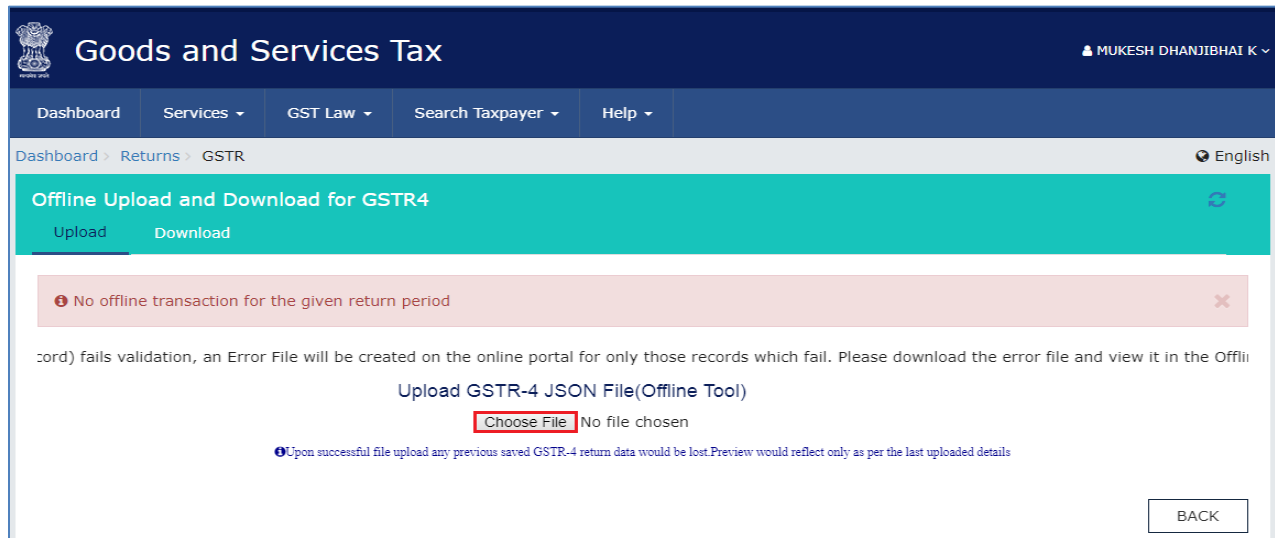 Goods and Services Tax
MUKESH DHANJIBHAI K
Dashboard Services GST Law Search Taxpayer Help
Dashboard > Returns > GSTR English
Offline Upload and Download for GSTR4
Upload Download
No offline transaction for the given return period
cord) fails validation, an Error File will be created on the online portal for only those records which fail. Please download the error file and view it in the Offli
Upload GSTR-4 JSON File(Offline Tool)
Choose File No file chosen
Upon successful file upload any previous saved GSTR-4 return data would be lost.Preview would reflect only as per the last uploaded details
BACK